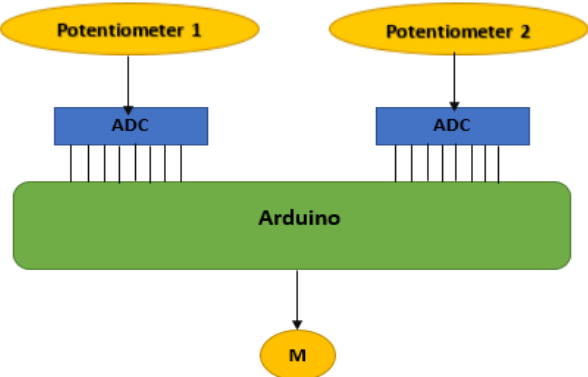 Potentiometer 1
Potentiometer 2
ADC
ADC
Arduino
M